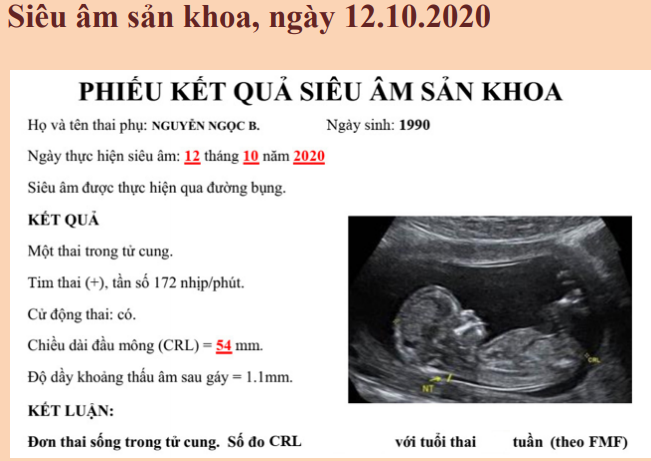 Siêu âm sản khoa, ngày 12.10.2020
PHIẾU KẾT QUẢ SIÊU ÂM SẢN KHOA
Họ và tên thai phụ: NGUYỄN NGỌC B. Ngày sinh: 1990
Ngày thực hiện siêu âm: 12 tháng 10 năm 2020
Siêu âm được thực hiện qua đường bụng.
KẾT QUẢ
Một thai trong tử cung.
Tim thai (+), tần số 172 nhịp/phút.
Cử động thai: có.
Chiều dài đầu mông (CRL) = 54 mm.
Độ dầy khoảng thấu âm sau gáy = 1.1mm.
CRL
NT
KẾT LUẬN:
Đơn thai sống trong tử cung. Số đo CRL với tuổi thai tuần (theo FMF)